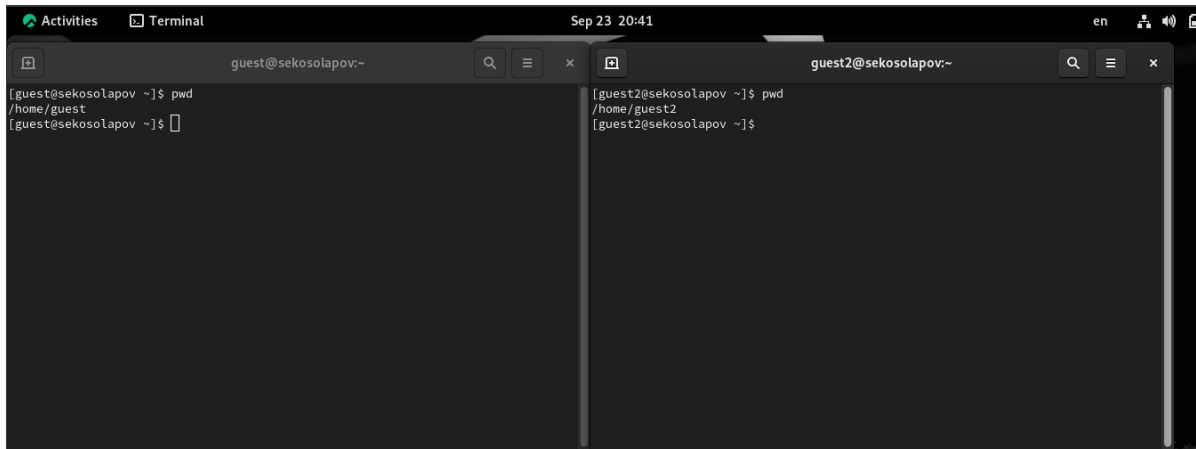 Activities Terminal Sep 23 20:41 en
guest@sekosolapov:~
[guest@sekosolapov ~]$ pwd
/home/guest
[guest@sekosolapov ~]$
guest2@sekosolapov:~
[guest2@sekosolapov ~]$ pwd
/home/guest2
[guest2@sekosolapov ~]$